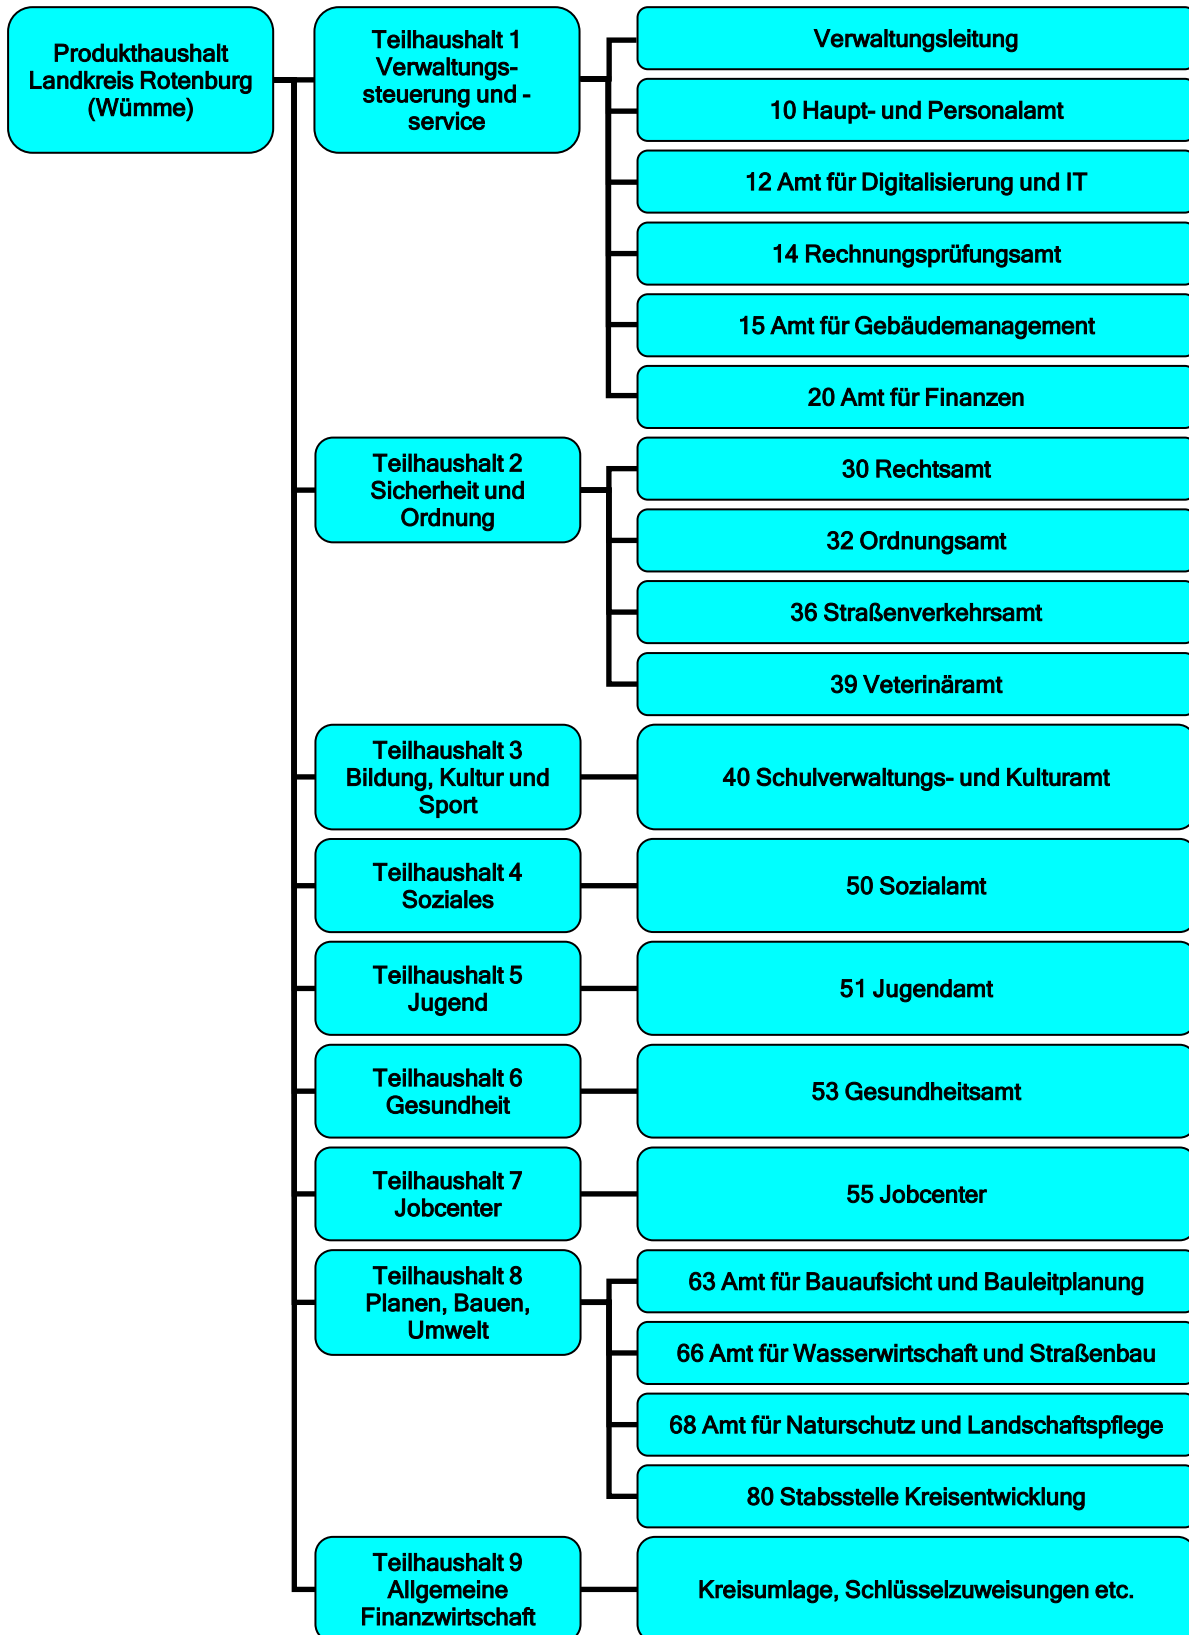 Produkthaushalt
Landkreis Rotenburg
(Wümme)
Teilhaushalt 1
Verwaltungs-
steuerung und -
service
Verwaltungsleitung
10 Haupt- und Personalamt
12 Amt für Digitalisierung und IT
14 Rechnungsprüfungsamt
15 Amt für Gebäudemanagement
20 Amt für Finanzen
Teilhaushalt 2
Sicherheit und
Ordnung
30 Rechtsamt
32 Ordnungsamt
36 Straßenverkehrsamt
39 Veterinäramt
Teilhaushalt 3
Bildung, Kultur und
Sport
40 Schulverwaltungs- und Kulturamt
Teilhaushalt 4
Soziales
50 Sozialamt
Teilhaushalt 5
Jugend
51 Jugendamt
Teilhaushalt 6
Gesundheit
53 Gesundheitsamt
Teilhaushalt 7
Jobcenter
55 Jobcenter
Teilhaushalt 8
Planen, Bauen,
Umwelt
63 Amt für Bauaufsicht und Bauleitplanung
66 Amt für Wasserwirtschaft und Straßenbau
68 Amt für Naturschutz und Landschaftspflege
80 Stabsstelle Kreisentwicklung
Teilhaushalt 9
Allgemeine
Finanzwirtschaft
Kreisumlage, Schlüsselzuweisungen etc.